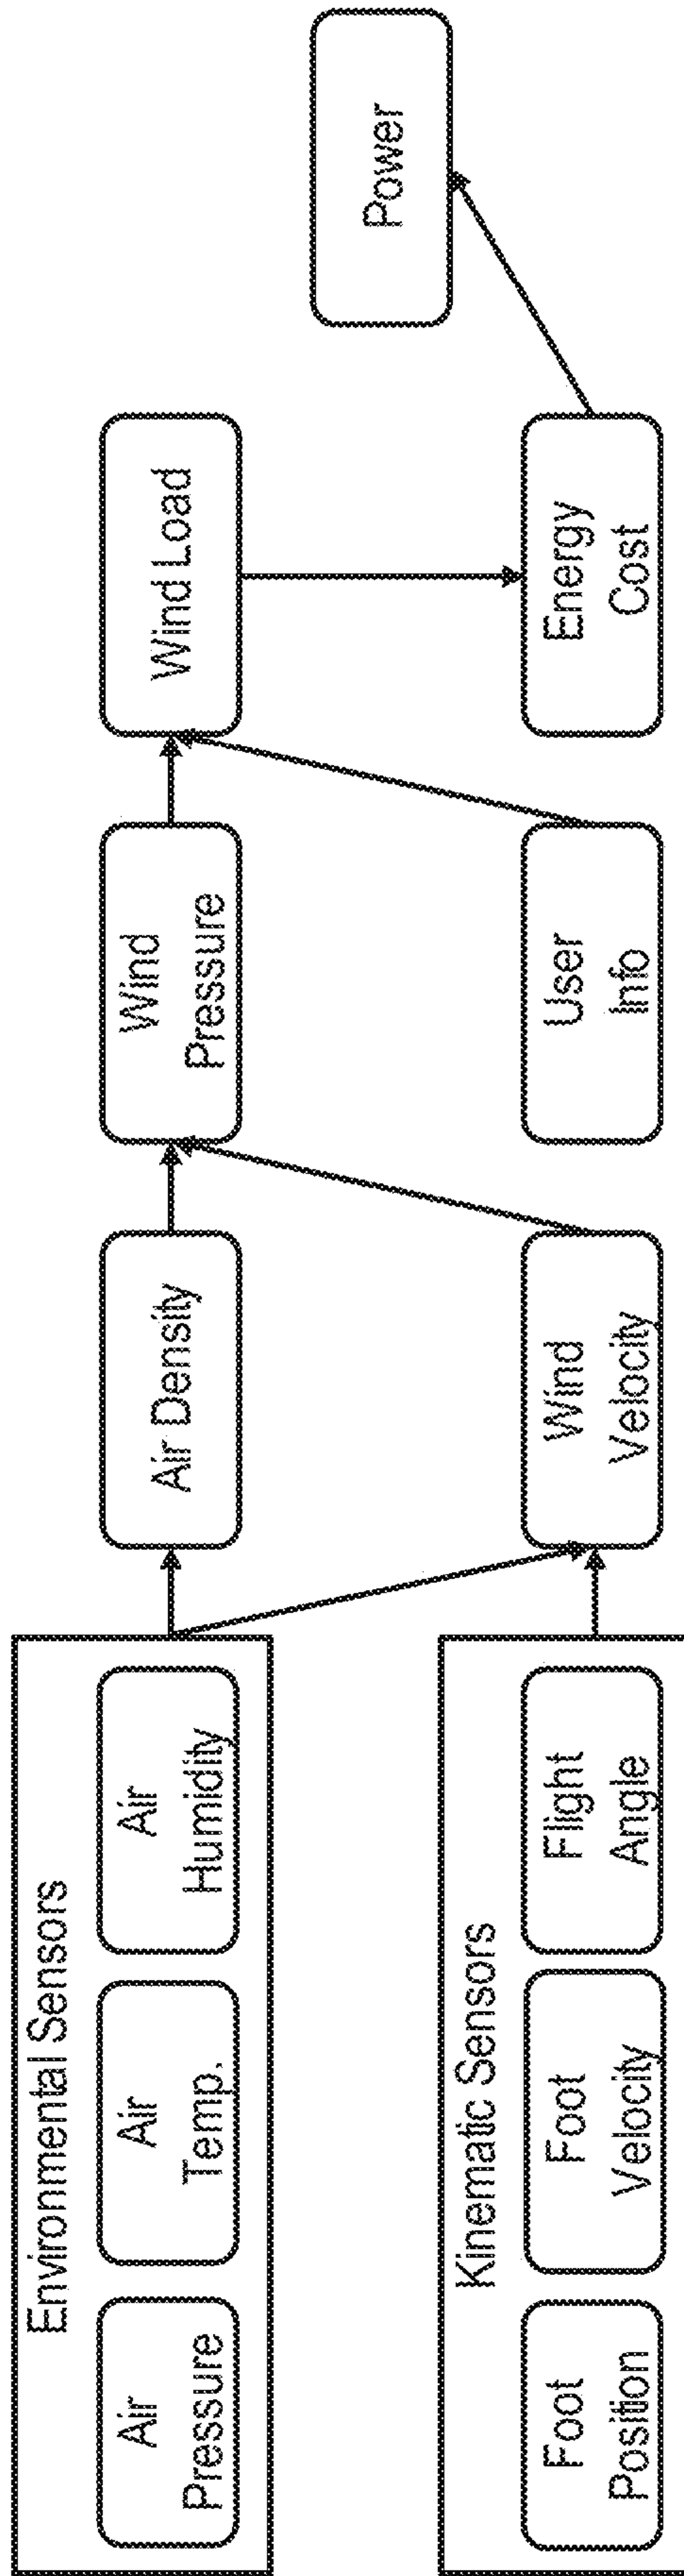 Environmental Sensors
Air
Pressure
Air
Temp.
Air
Humidity
Air Density
Wind
Pressure
Wind Load
Power
Kinematic Sensors
Foot
Position
Foot
Velocity
Flight
Angle
Wind
Velocity
User
Info
Energy
Cost